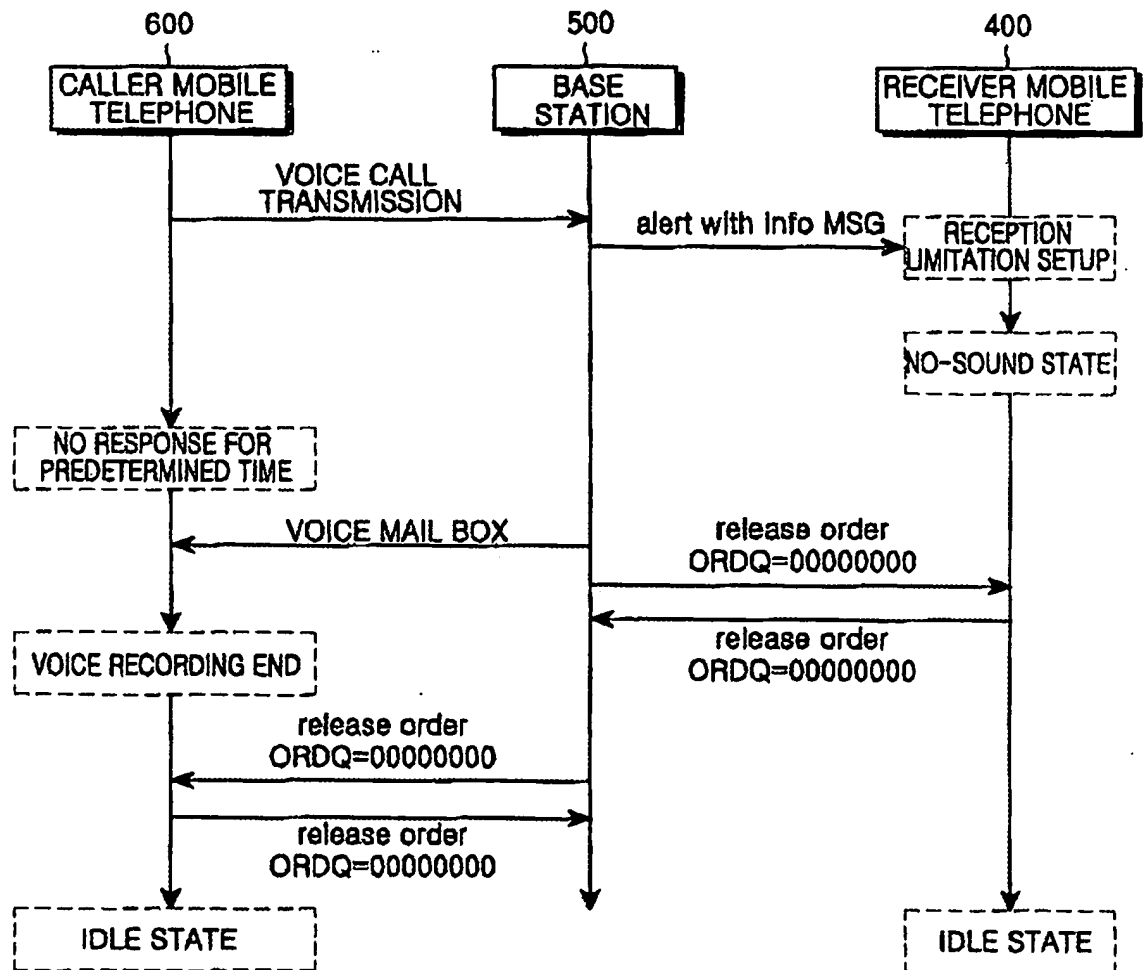 600
500
400
CALLER MOBILE
TELEPHONE
BASE
STATION
RECEIVER MOBILE
TELEPHONE
VOICE CALL
TRANSMISSION
alert with info MSG
RECEPTION
LIMITATION SETUP
NO-SOUND STATE
NO RESPONSE FOR
PREDETERMINED TIME
VOICE MAIL BOX
release order
ORDQ=00000000
release order
ORDQ=00000000
VOICE RECORDING END
release order
ORDQ=00000000
release order
ORDQ=00000000
IDLE STATE
IDLE STATE